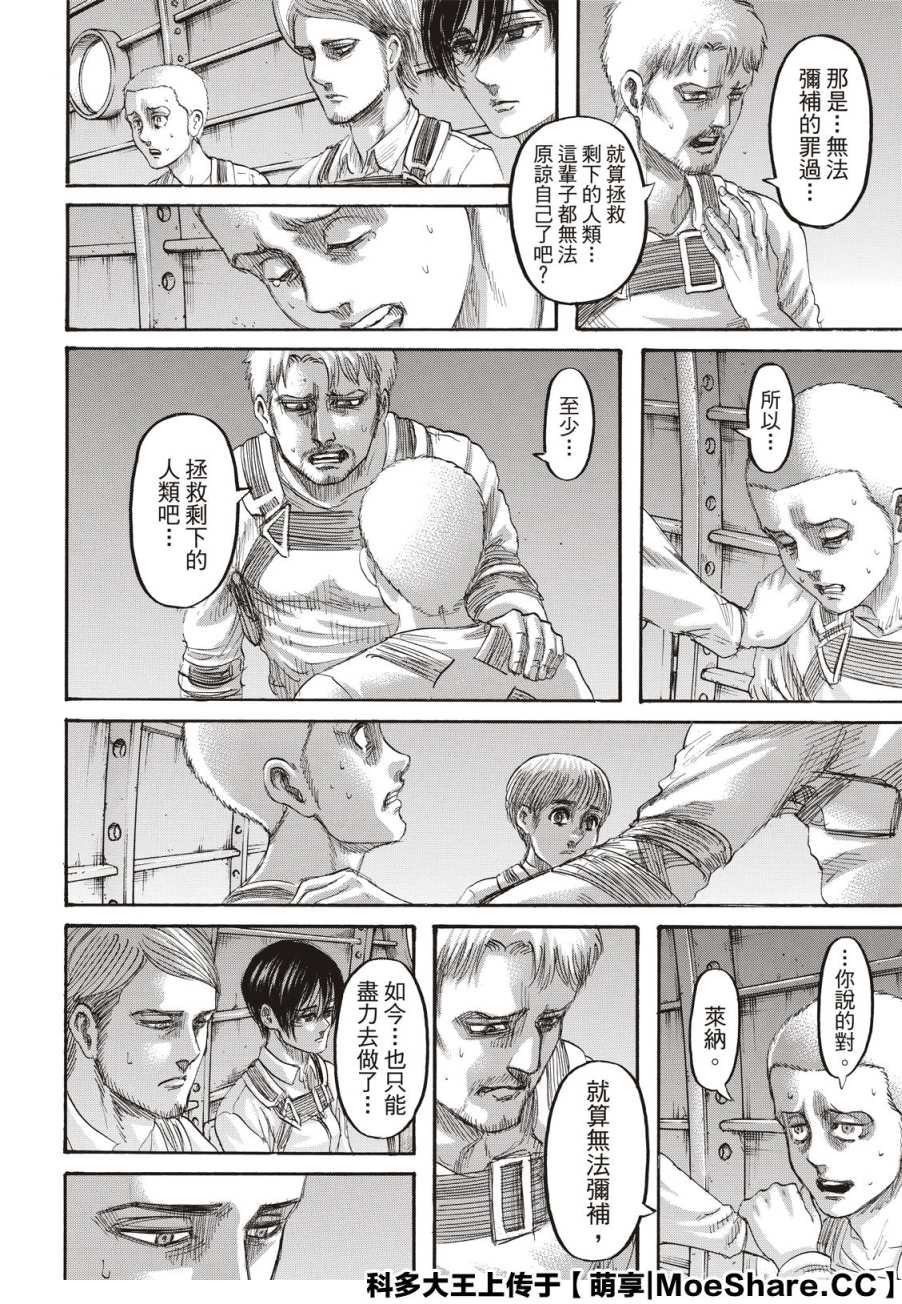 那是…無法
彌補的罪過…
就算拯救
剩下的人類…
這輩子都無法
原諒自己了吧？
所以…
至少…
拯救剩下的
人類吧…
…你說的對。
萊納。
就算無法彌補，
如今…也只能
盡力去做了…
科多大王上传于【萌享|MoeShare.CC】